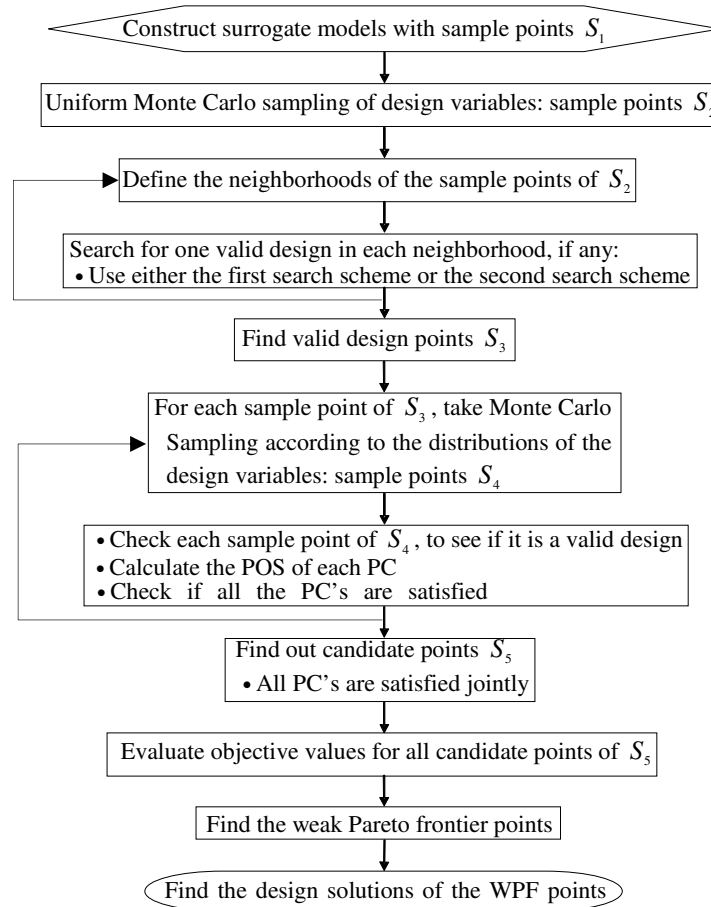 Construct surrogate models with sample points S₁
Uniform Monte Carlo sampling of design variables: sample points S₂
Define the neighborhoods of the sample points of S₂
Search for one valid design in each neighborhood, if any:
• Use either the first search scheme or the second search scheme
Find valid design points S₃
For each sample point of S₃, take Monte Carlo
Sampling according to the distributions of the
design variables: sample points S₄
• Check each sample point of S₄, to see if it is a valid design
• Calculate the POS of each PC
• Check if all the PC's are satisfied
Find out candidate points S₅
• All PC's are satisfied jointly
Evaluate objective values for all candidate points of S₅
Find the weak Pareto frontier points
Find the design solutions of the WPF points